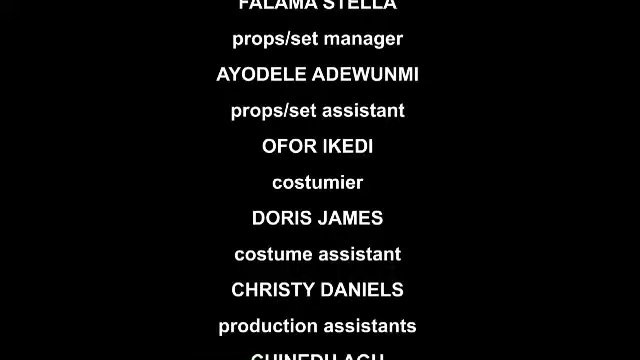 FALAMA STELLA
props/set manager
AYODELE ADEWUNMI
props/set assistant
OFOR IKEDI
costumier
DORIS JAMES
costume assistant
CHRISTY DANIELS
production assistants
CHINEDU AGU